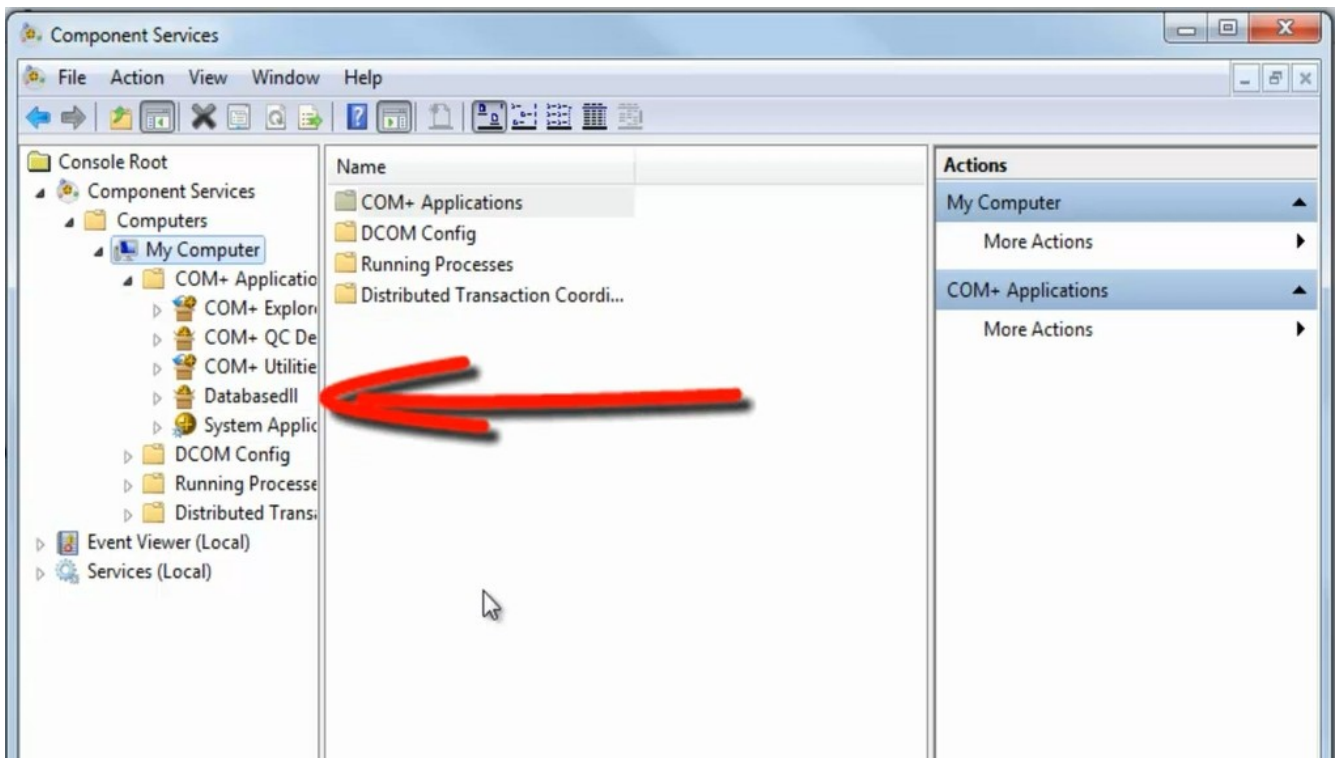 Component Services
File Action View Window Help
Console Root
Component Services
Computers
My Computer
COM+ Applicatio
COM+ Explor
COM+ QC De
COM+ Utilitie
Databasedll
System Applic
DCOM Config
Running Processe
Distributed Trans
Event Viewer (Local)
Services (Local)
Name
COM+ Applications
DCOM Config
Running Processes
Distributed Transaction Coordi...
Actions
My Computer
More Actions
COM+ Applications
More Actions